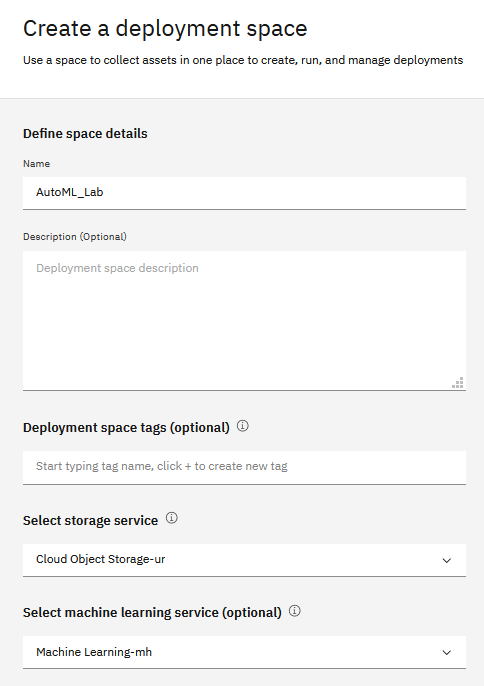 Create a deployment space
Use a space to collect assets in one place to create, run, and manage deployments
Define space details
Name
AutoML_Lab
Description (Optional)
Deployment space description
Deployment space tags (optional)
Start typing tag name, click + to create new tag
Select storage service
Cloud Object Storage-ur
Select machine learning service (optional)
Machine Learning-mh